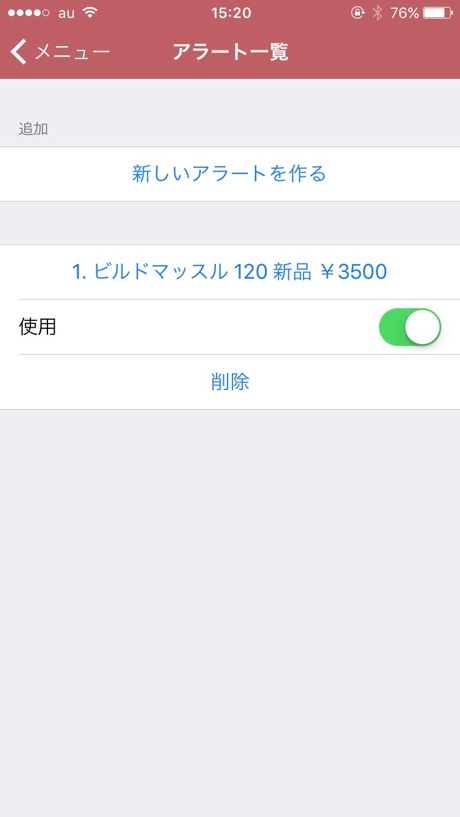 au 15:20 76%
メニュー アラート一覧
追加
新しいアラートを作る
1. ビルドマッスル 120 新品 ￥3500
使用
削除